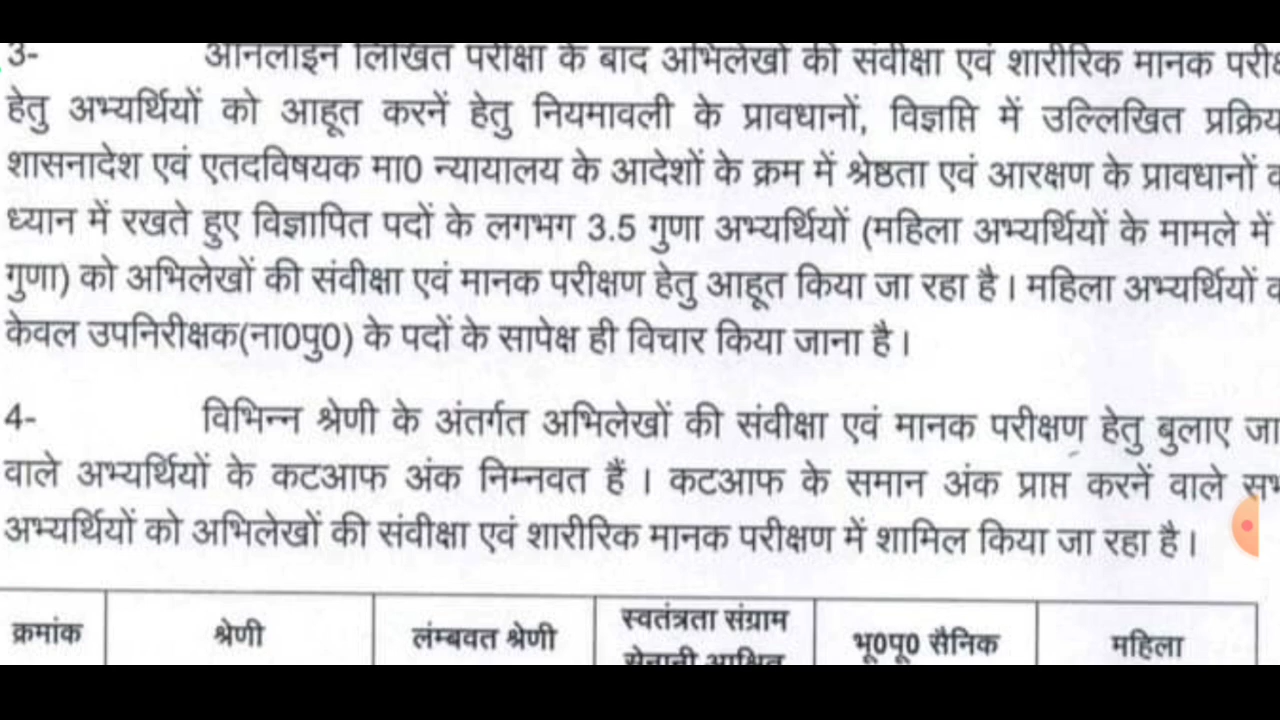 3- आनलाइन लिखित परीक्षा के बाद अभिलेखों की संवीक्षा एवं शारीरिक मानक
हेतु अभ्यर्थियों को आहूत करनें हेतु नियमावली के प्रावधानों, विज्ञप्ति में उल्लिखित
शासनादेश एवं एतदविषयक मा0 न्यायालय के आदेशों के क्रम में श्रेष्ठता एवं आरक्षण के प्रावधानों
ध्यान में रखते हुए विज्ञापित पदों के लगभग 3.5 गुणा अभ्यर्थियों (महिला अभ्यर्थियों के मामले में
गुणा) को अभिलेखों की संवीक्षा एवं मानक परीक्षण हेतु आहूत किया जा रहा है। महिला अभ्यर्थियों
केवल उपनिरीक्षक(ना0पु0) के पदों के सापेक्ष ही विचार किया जाना है।
4- विभिन्न श्रेणी के अंतर्गत अभिलेखों की संवीक्षा एवं मानक परीक्षण हेतु बुलाए जा
वाले अभ्यर्थियों के कटआफ अंक निम्नवत हैं। कटआफ के समान अंक प्राप्त करनें वाले
अभ्यर्थियों को अभिलेखों की संवीक्षा एवं शारीरिक मानक परीक्षण में शामिल किया जा रहा है।
क्रमांक श्रेणी लंम्बवत श्रेणी स्वतंत्रता संग्राम भू0पू0 सैनिक महिला
सेनानी आश्रित